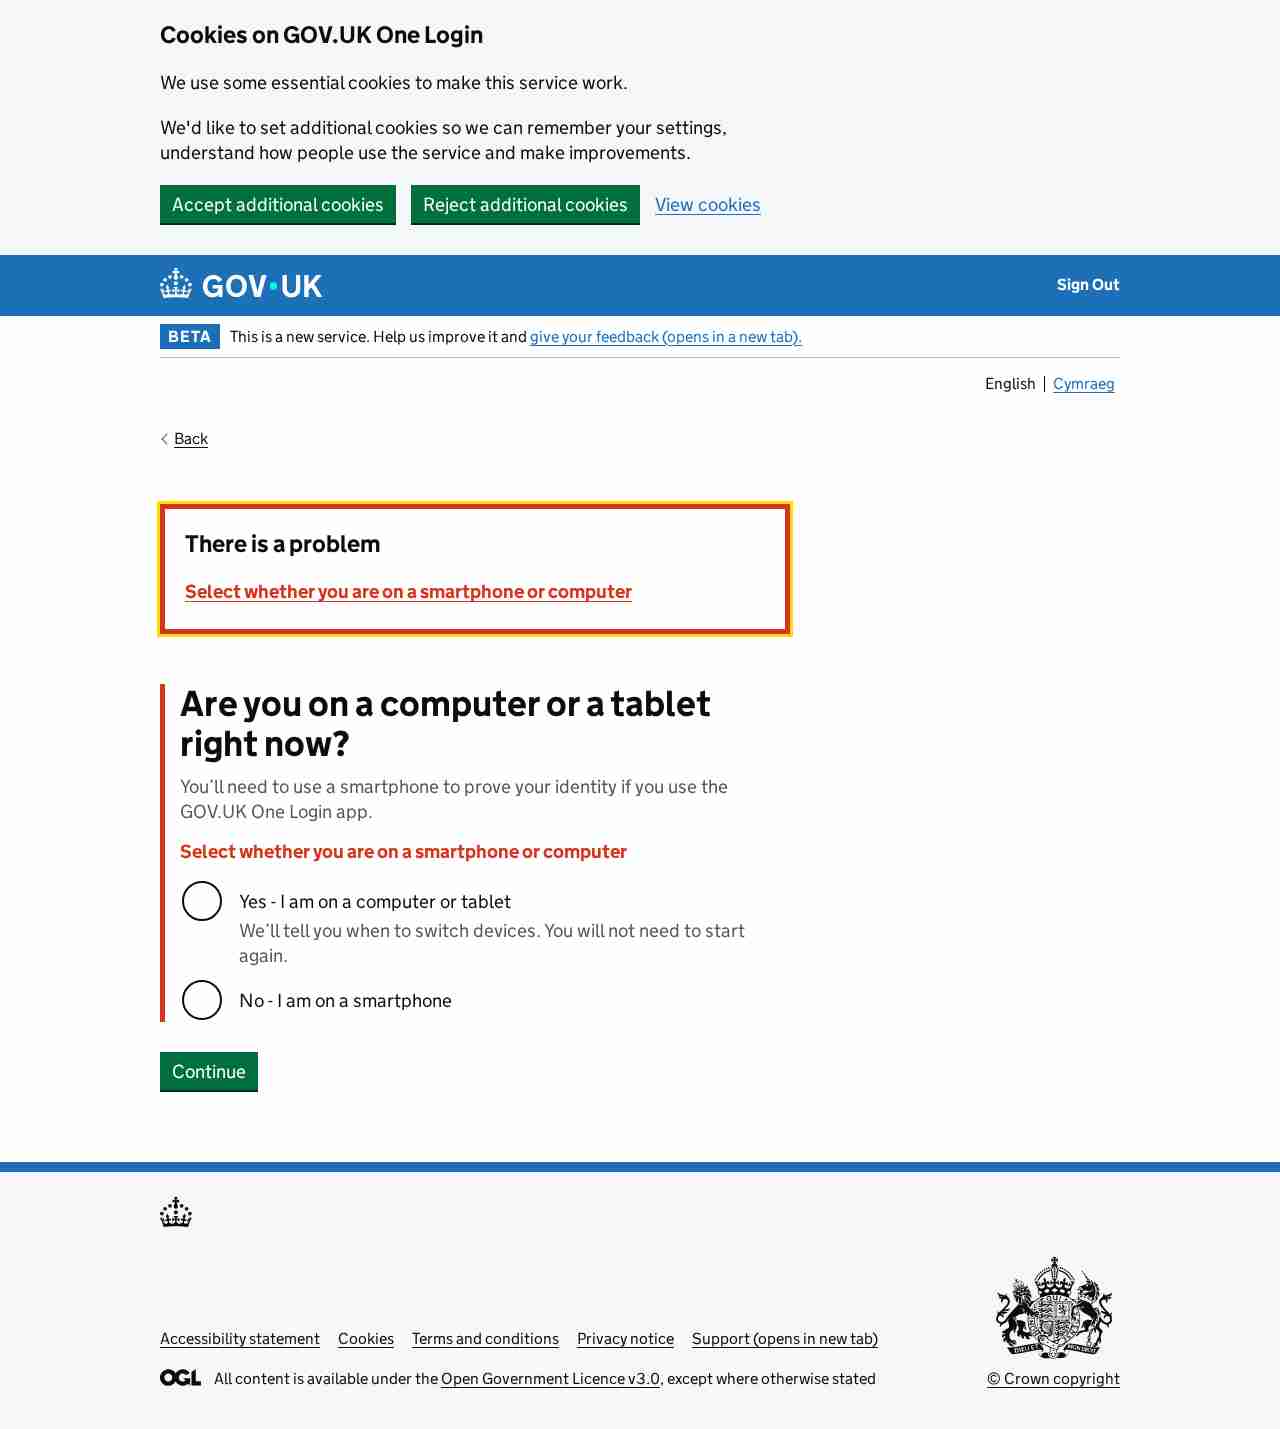 Cookies on GOV.UK One Login
We use some essential cookies to make this service work.
We'd like to set additional cookies so we can remember your settings,
understand how people use the service and make improvements.
Accept additional cookies
Reject additional cookies
View cookies
GOV·UK
Sign Out
BETA
This is a new service. Help us improve it and give your feedback (opens in a new tab).
English
Cymraeg
Back
There is a problem
Select whether you are on a smartphone or computer
Are you on a computer or a tablet
right now?
You’ll need to use a smartphone to prove your identity if you use the
GOV.UK One Login app.
Select whether you are on a smartphone or computer
Yes - I am on a computer or tablet
We’ll tell you when to switch devices. You will not need to start
again.
No - I am on a smartphone
Continue
Accessibility statement
Cookies
Terms and conditions
Privacy notice
Support (opens in new tab)
OGL
All content is available under the Open Government Licence v3.0, except where otherwise stated
© Crown copyright